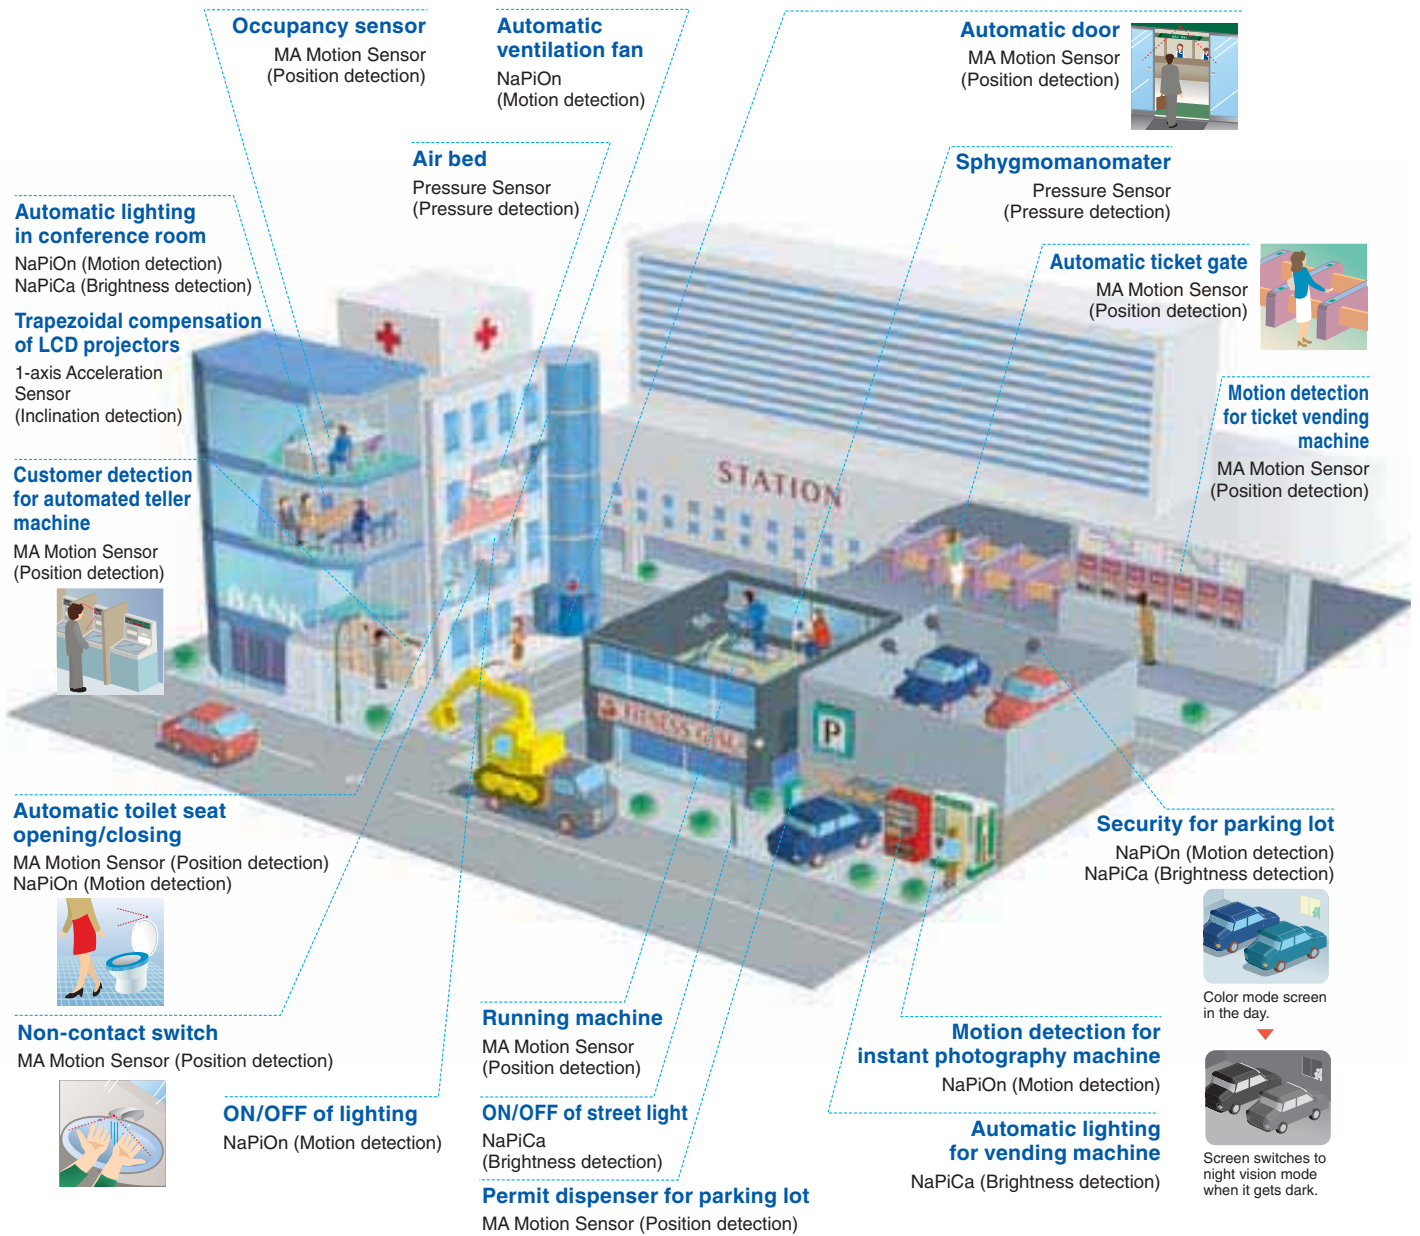 Occupancy sensor
MA Motion Sensor
(Position detection)
Automatic
ventilation fan
NaPiOn
(Motion detection)
Automatic door
MA Motion Sensor
(Position detection)
Air bed
Pressure Sensor
(Pressure detection)
Sphygmomanomater
Pressure Sensor
(Pressure detection)
Automatic lighting
in conference room
NaPiOn (Motion detection)
NaPiCa (Brightness detection)
Trapezoidal compensation
of LCD projectors
1-axis Acceleration
Sensor
(Inclination detection)
Automatic ticket gate
MA Motion Sensor
(Position detection)
Motion detection
for ticket vending
machine
MA Motion Sensor
(Position detection)
Customer detection
for automated teller
machine
MA Motion Sensor
(Position detection)
STATION
BANK
FITNESS GYM
P
Automatic toilet seat
opening/closing
MA Motion Sensor (Position detection)
NaPiOn (Motion detection)
Security for parking lot
NaPiOn (Motion detection)
NaPiCa (Brightness detection)
Color mode screen
in the day.
Screen switches to
night vision mode
when it gets dark.
Non-contact switch
MA Motion Sensor (Position detection)
ON/OFF of lighting
NaPiOn (Motion detection)
Running machine
MA Motion Sensor
(Position detection)
ON/OFF of street light
NaPiCa
(Brightness detection)
Permit dispenser for parking lot
MA Motion Sensor (Position detection)
Motion detection for
instant photography machine
NaPiOn (Motion detection)
Automatic lighting
for vending machine
NaPiCa (Brightness detection)